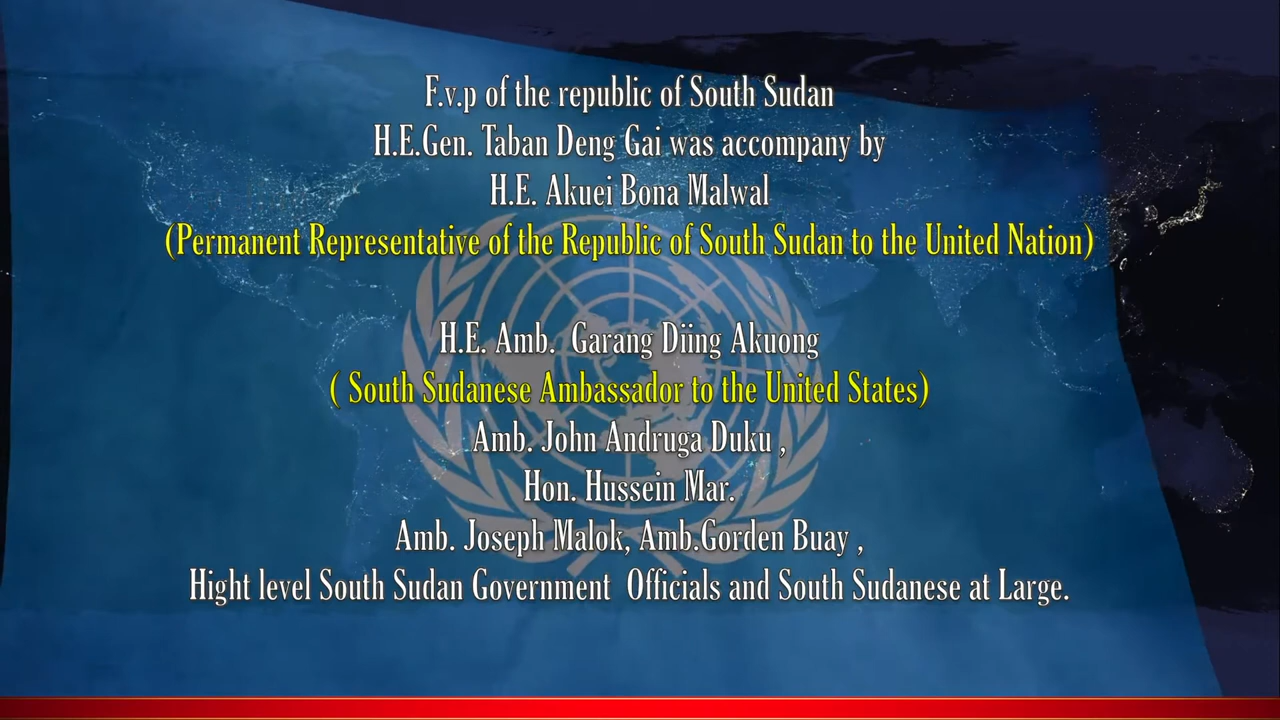 F.v.p of the republic of South Sudan
H.E.Gen. Taban Deng Gai was accompany by
H.E. Akuei Bona Malwal
(Permanent Representative of the Republic of South Sudan to the United Nation)
H.E. Amb. Garang Diing Akuong
( South Sudanese Ambassador to the United States)
Amb. John Andruga Duku ,
Hon. Hussein Mar.
Amb. Joseph Malok, Amb.Gorden Buay ,
Hight level South Sudan Government Officials and South Sudanese at Large.